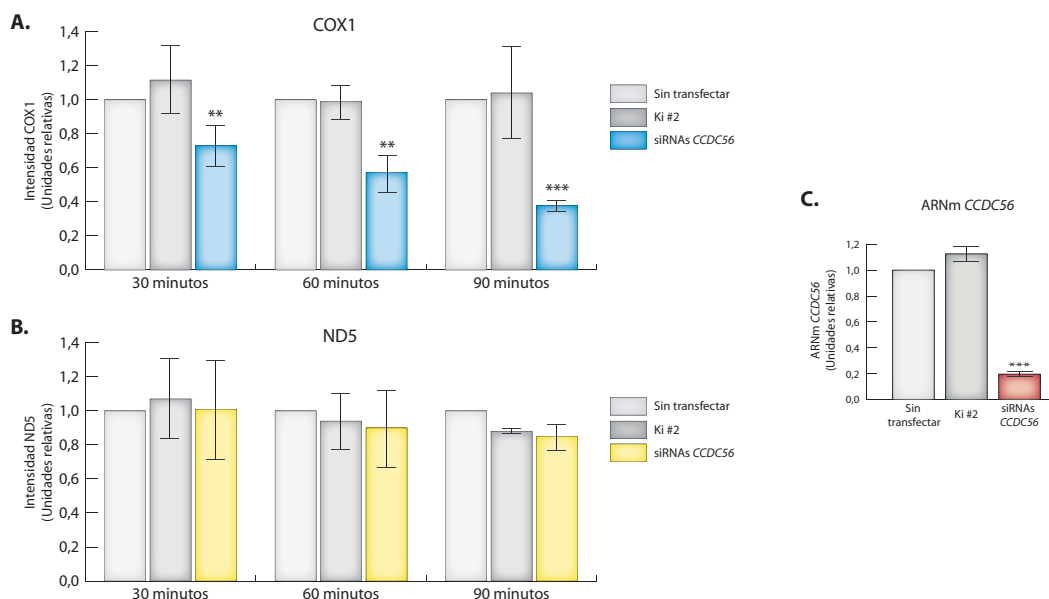 A.
COX1
Intensidad COX1
(Unidades relativas)
1,4
1,2
1,0
0,8
0,6
0,4
0,2
0,0
**
**
***
30 minutos
60 minutos
90 minutos
Sin transfectar
Ki #2
siRNAs CCDC56
B.
ND5
Intensidad ND5
(Unidades relativas)
1,4
1,2
1,0
0,8
0,6
0,4
0,2
0,0
30 minutos
60 minutos
90 minutos
Sin transfectar
Ki #2
siRNAs CCDC56
C.
ARNm CCDC56
ARNm CCDC56
(Unidades relativas)
1,2
1,0
0,8
0,6
0,4
0,2
0,0
***
Sin
transfectar
Ki #2
siRNAs
CCDC56